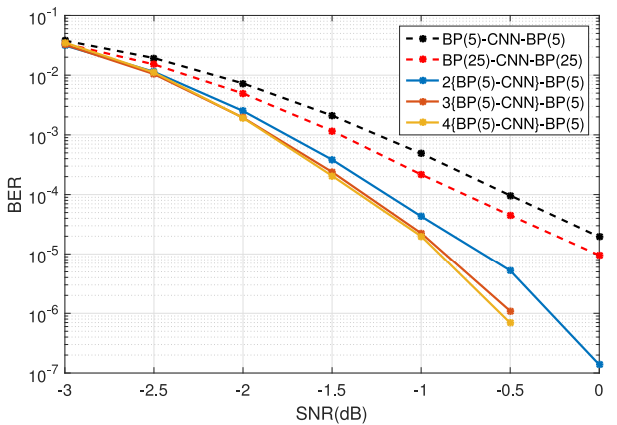 10^-1
10^-2
10^-3
10^-4
10^-5
10^-6
10^-7
BER
BP(5)-CNN-BP(5)
BP(25)-CNN-BP(25)
2{BP(5)-CNN}-BP(5)
3{BP(5)-CNN}-BP(5)
4{BP(5)-CNN}-BP(5)
-3 -2.5 -2 -1.5 -1 -0.5 0
SNR(dB)